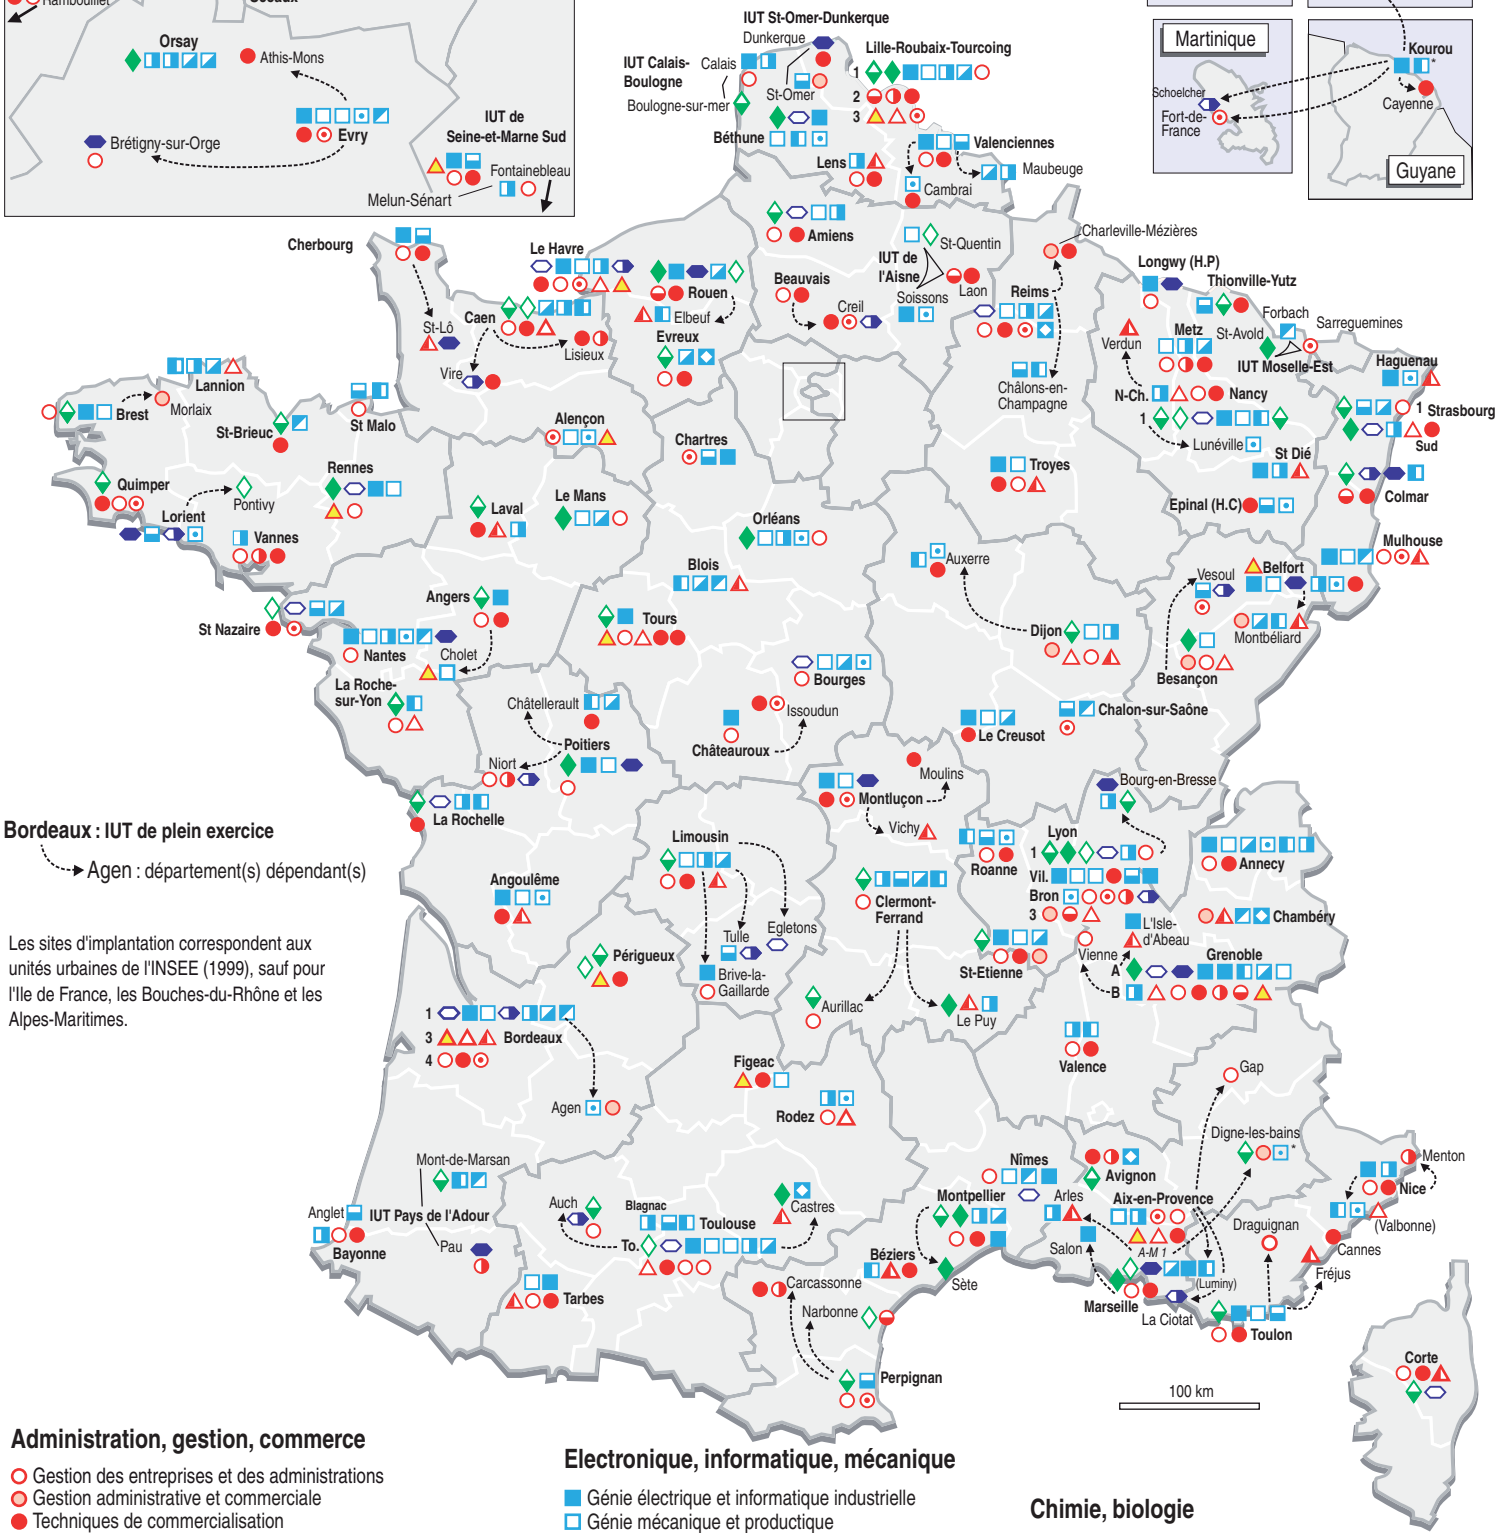 Rambouillet
Orsay
Athis-Mons
Evry
Brétigny-sur-Orge
IUT de
Seine-et-Marne Sud
Fontainebleau
Melun-Sénart
IUT St-Omer-Dunkerque
Dunkerque
St-Omer
IUT Calais-
Boulogne
Calais
Boulogne-sur-mer
Lille-Roubaix-Tourcoing
1
2
3
Béthune
Lens
Valenciennes
Maubeuge
Cambrai
Martinique
Schoelcher
Fort-de-
France
Kourou
*
Cayenne
Guyane
Cherbourg
St-Lô
Le Havre
Caen
Lisieux
Vire
Rouen
Elbeuf
Evreux
Amiens
Beauvais
Creil
St-Quentin
IUT de
l'Aisne
Soissons
Laon
Charleville-Mézières
Reims
Châlons-en-
Champagne
Longwy (H.P)
Thionville-Yutz
Verdun
Metz
Forbach
Sarreguemines
St-Avold
IUT Moselle-Est
Haguenau
N-Ch.
Nancy
1
Lunéville
1
Strasbourg
Sud
St Dié
Epinal (H.C)
Colmar
Mulhouse
Lannion
Brest
Morlaix
St-Brieuc
St Malo
Alençon
Chartres
Troyes
Quimper
Lorient
Pontivy
Rennes
Vannes
Laval
Le Mans
Orléans
Blois
Auxerre
Vesoul
Belfort
Montbéliard
Besançon
Dijon
St Nazaire
Angers
Nantes
Cholet
Tours
Bourges
La Roche-
sur-Yon
Châtellerault
Issoudun
Châteauroux
Le Creusot
Chalon-sur-Saône
Poitiers
Niort
La Rochelle
Moulins
Montluçon
Vichy
Bourg-en-Bresse
Bordeaux : IUT de plein exercice
Agen : département(s) dépendant(s)
Les sites d'implantation correspondent aux
unités urbaines de l'INSEE (1999), sauf pour
l'Ile de France, les Bouches-du-Rhône et les
Alpes-Maritimes.
Limousin
Tulle
Egletons
Brive-la-
Gaillarde
Angoulême
Clermont-
Ferrand
Roanne
Lyon
1
Vil.
Bron
3
Annecy
Chambéry
L'Isle-
d'Abeau
Vienne
Grenoble
A
B
St-Etienne
Périgueux
Aurillac
Le Puy
Valence
1
3
4
Bordeaux
Agen
Figeac
Rodez
Gap
Digne-les-bains
*
Mont-de-Marsan
IUT Pays de l'Adour
Pau
Anglet
Bayonne
Auch
Blagnac
Toulouse
To.
Castres
Tarbes
Nîmes
Montpellier
Béziers
Sète
Avignon
Arles
Aix-en-Provence
Salon
A-M 1
(Luminy)
Marseille
La Ciotat
Menton
Nice
(Valbonne)
Draguignan
Cannes
Fréjus
Toulon
Carcassonne
Narbonne
Perpignan
Corte
100 km
Administration, gestion, commerce
Gestion des entreprises et des administrations
Gestion administrative et commerciale
Techniques de commercialisation
Electronique, informatique, mécanique
Génie électrique et informatique industrielle
Génie mécanique et productique
Chimie, biologie